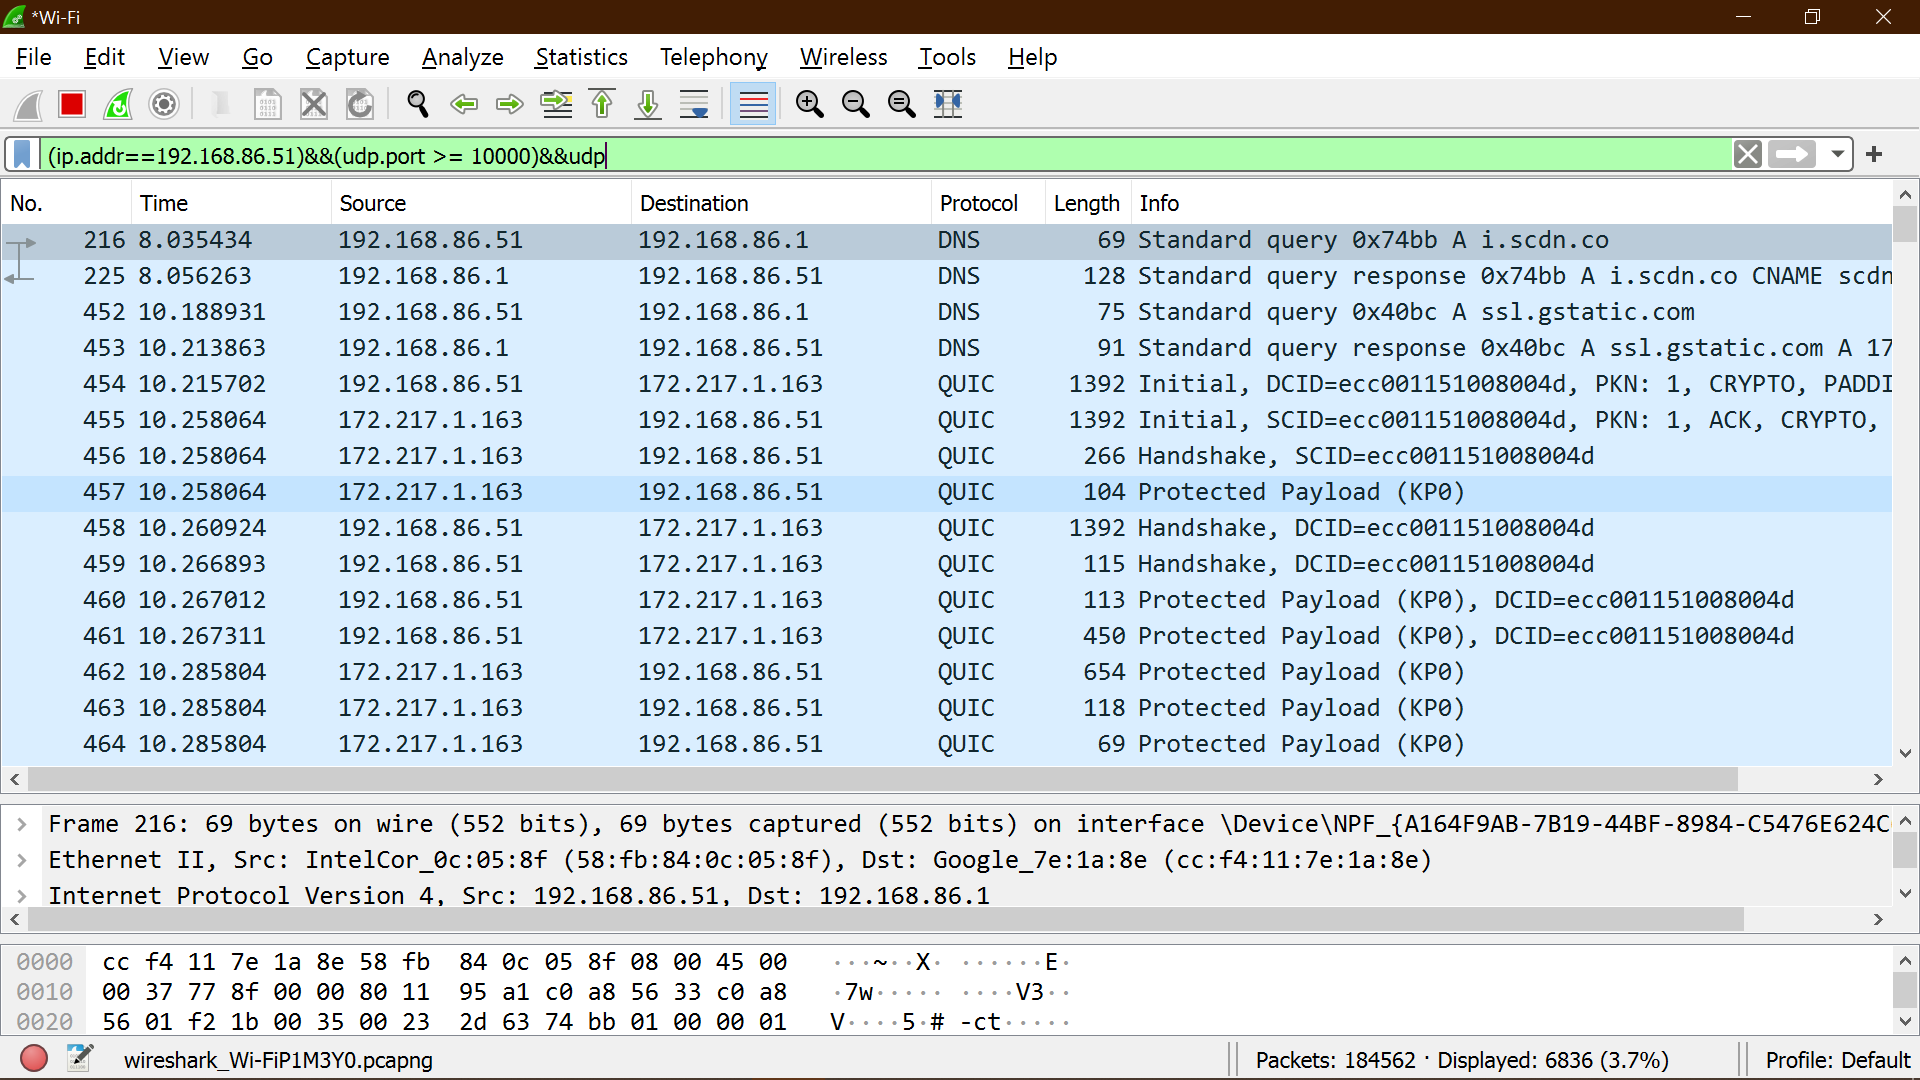 *Wi-Fi
File Edit View Go Capture Analyze Statistics Telephony Wireless Tools Help
(ip.addr==192.168.86.51)&&(udp.port >= 10000)&&udp
No. Time Source Destination Protocol Length Info
216 8.035434 192.168.86.51 192.168.86.1 DNS 69 Standard query 0x74bb A i.scdn.co
225 8.056263 192.168.86.1 192.168.86.51 DNS 128 Standard query response 0x74bb A i.scdn.co CNAME scdn
452 10.188931 192.168.86.51 192.168.86.1 DNS 75 Standard query 0x40bc A ssl.gstatic.com
453 10.213863 192.168.86.1 192.168.86.51 DNS 91 Standard query response 0x40bc A ssl.gstatic.com A 17
454 10.215702 192.168.86.51 172.217.1.163 QUIC 1392 Initial, DCID=ecc001151008004d, PKN: 1, CRYPTO, PADDI
455 10.258064 172.217.1.163 192.168.86.51 QUIC 1392 Initial, SCID=ecc001151008004d, PKN: 1, ACK, CRYPTO,
456 10.258064 172.217.1.163 192.168.86.51 QUIC 266 Handshake, SCID=ecc001151008004d
457 10.258064 172.217.1.163 192.168.86.51 QUIC 104 Protected Payload (KP0)
458 10.260924 192.168.86.51 172.217.1.163 QUIC 1392 Handshake, DCID=ecc001151008004d
459 10.266893 192.168.86.51 172.217.1.163 QUIC 115 Handshake, DCID=ecc001151008004d
460 10.267012 192.168.86.51 172.217.1.163 QUIC 113 Protected Payload (KP0), DCID=ecc001151008004d
461 10.267311 192.168.86.51 172.217.1.163 QUIC 450 Protected Payload (KP0), DCID=ecc001151008004d
462 10.285804 172.217.1.163 192.168.86.51 QUIC 654 Protected Payload (KP0)
463 10.285804 172.217.1.163 192.168.86.51 QUIC 118 Protected Payload (KP0)
464 10.285804 172.217.1.163 192.168.86.51 QUIC 69 Protected Payload (KP0)
Frame 216: 69 bytes on wire (552 bits), 69 bytes captured (552 bits) on interface \Device\NPF_{A164F9AB-7B19-44BF-8984-C5476E624C
Ethernet II, Src: IntelCor_0c:05:8f (58:fb:84:0c:05:8f), Dst: Google_7e:1a:8e (cc:f4:11:7e:1a:8e)
Internet Protocol Version 4, Src: 192.168.86.51, Dst: 192.168.86.1
0000 cc f4 11 7e 1a 8e 58 fb 84 0c 05 8f 08 00 45 00 ···~··X· ······E·
0010 00 37 77 8f 00 00 80 11 95 a1 c0 a8 56 33 c0 a8 ·7w····· ····V3··
0020 56 01 f2 1b 00 35 00 23 2d 63 74 bb 01 00 00 01 V····5·# -ct·····
wireshark_Wi-FiP1M3Y0.pcapng
Packets: 184562 · Displayed: 6836 (3.7%)
Profile: Default